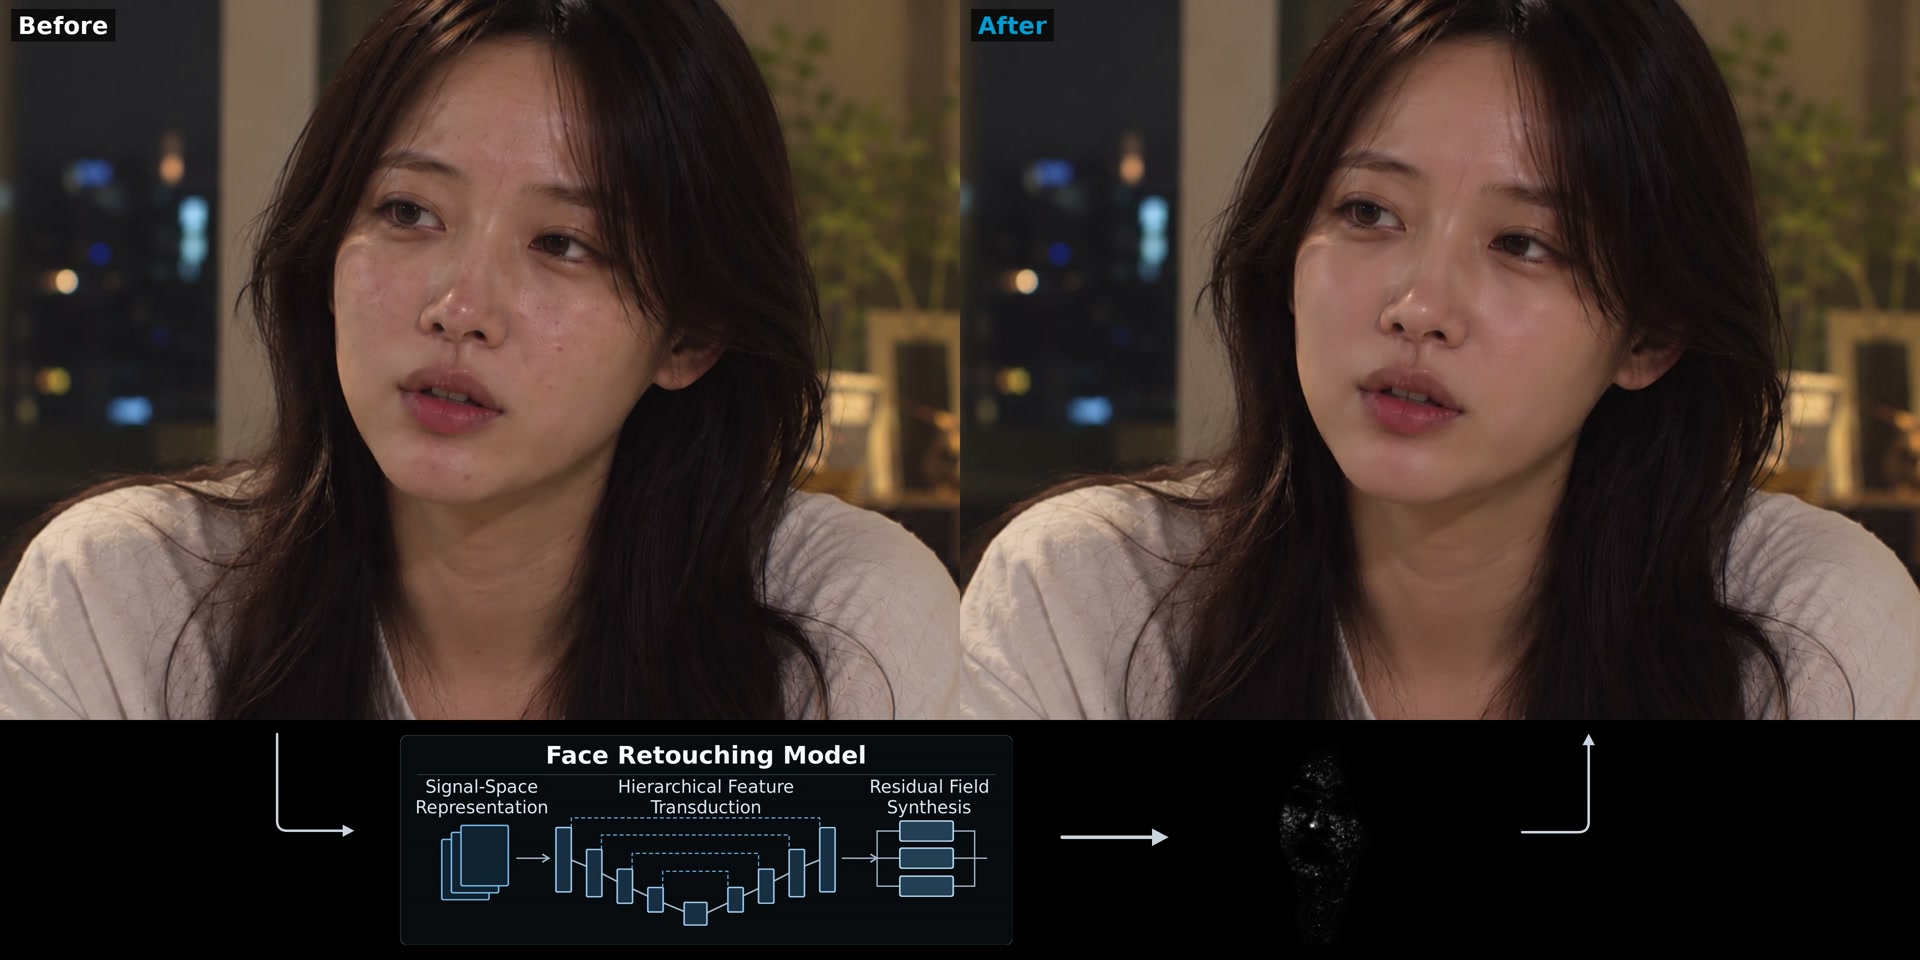 Before
After
Face Retouching Model
Signal-Space
Representation
Hierarchical Feature
Transduction
Residual Field
Synthesis